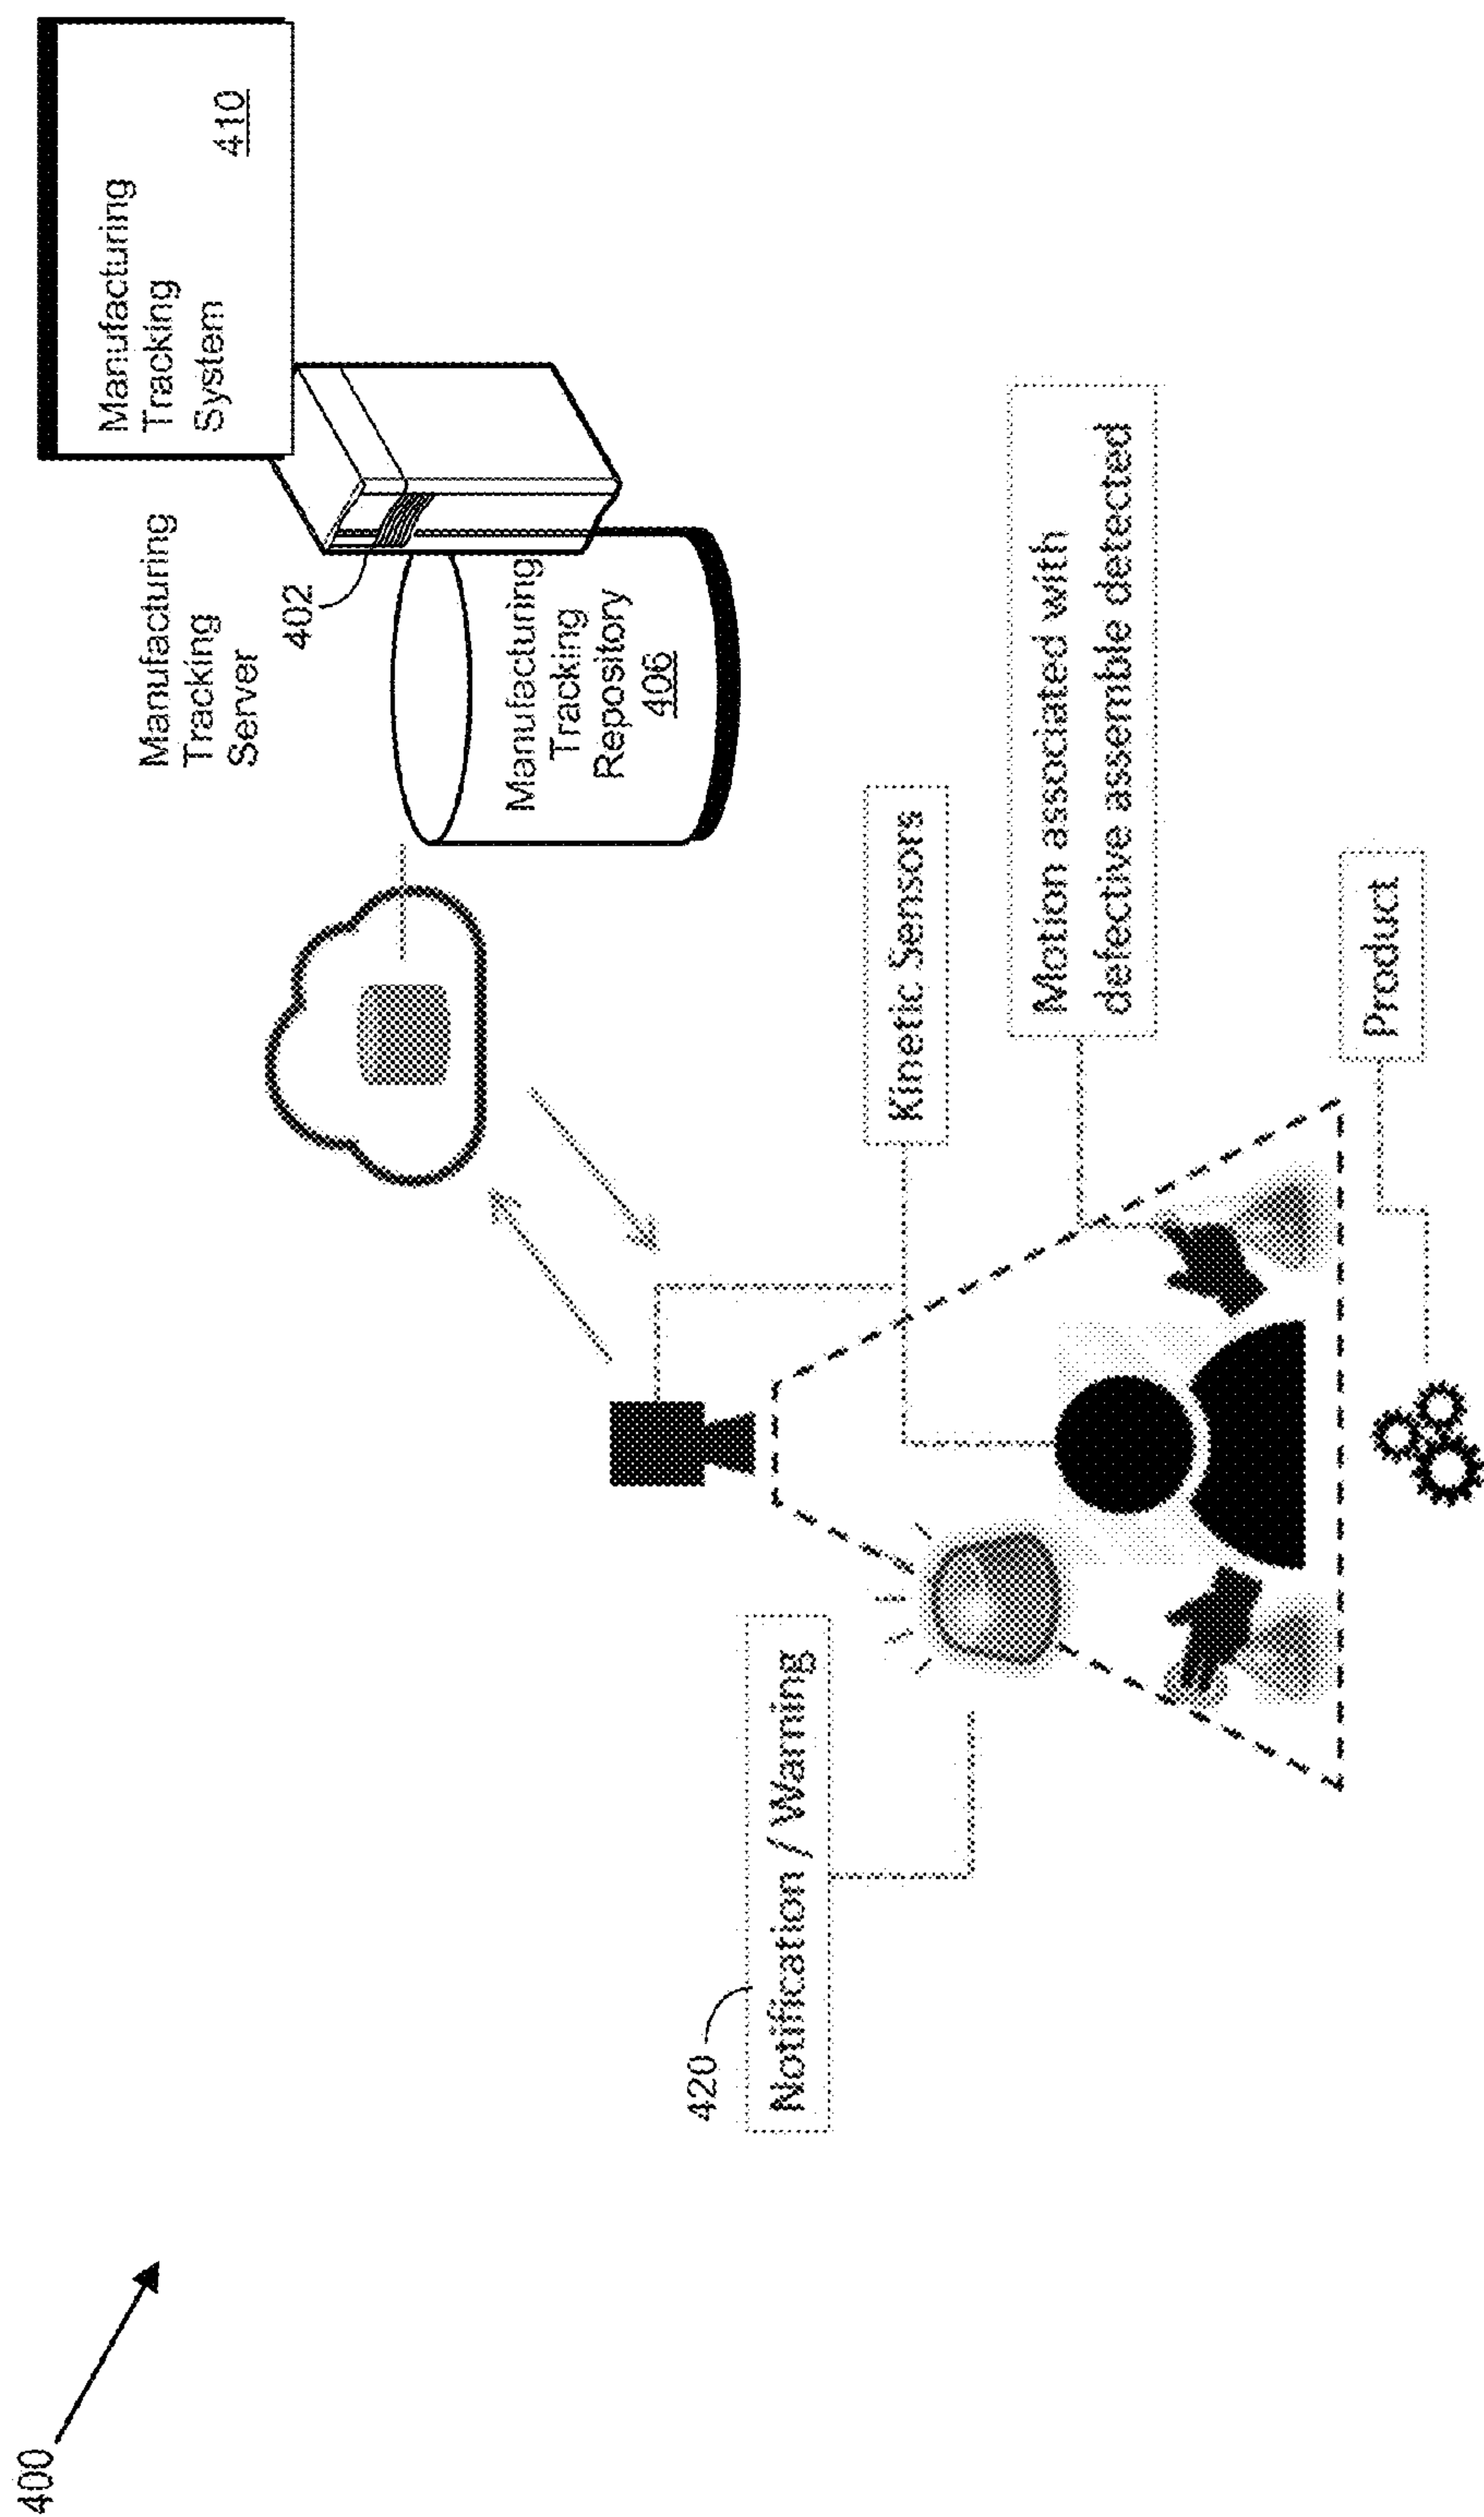 400
Manufacturing
Tracking
System
410
Manufacturing
Tracking
Server
402
Manufacturing
Tracking
Repository
406
420
Notification / Warning
Kinetic Sensors
Motion associated with
defective assemble detected
Product